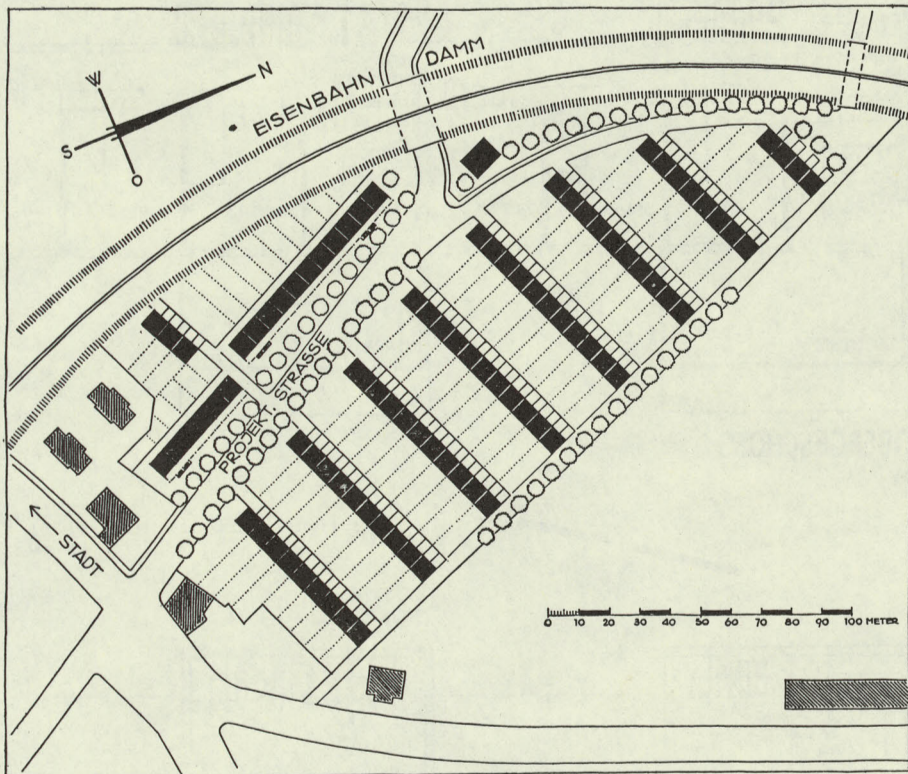 W
N
S
O
EISENBAHN DAMM
PROJEKT. STRASSE
STADT
0 10 20 30 40 50 60 70 80 90 100 METER